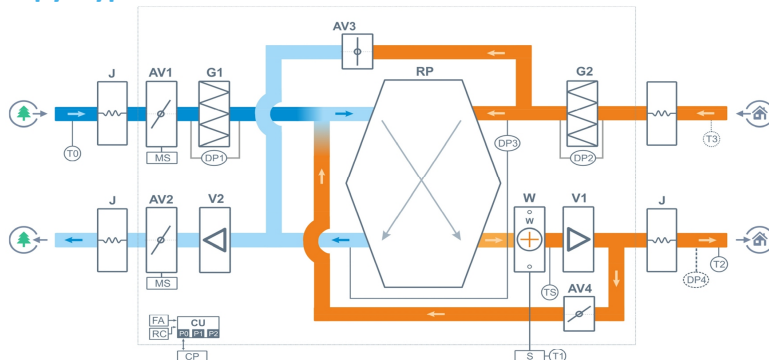 AV3
J AV1 G1 RP G2
T0 MS DP1 DP3 DP2 T3
J AV2 V2 W V1 J
W
MS TS DP4 T2
AV4
FA CU
RC P0 P1 P2
CP S T1